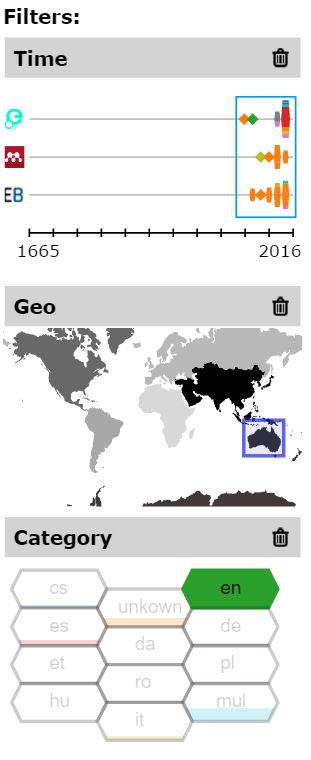 Filters:
Time
EB
1665 2016
Geo
Category
cs
en
unkown
es
de
da
et
pl
ro
hu
mul
it